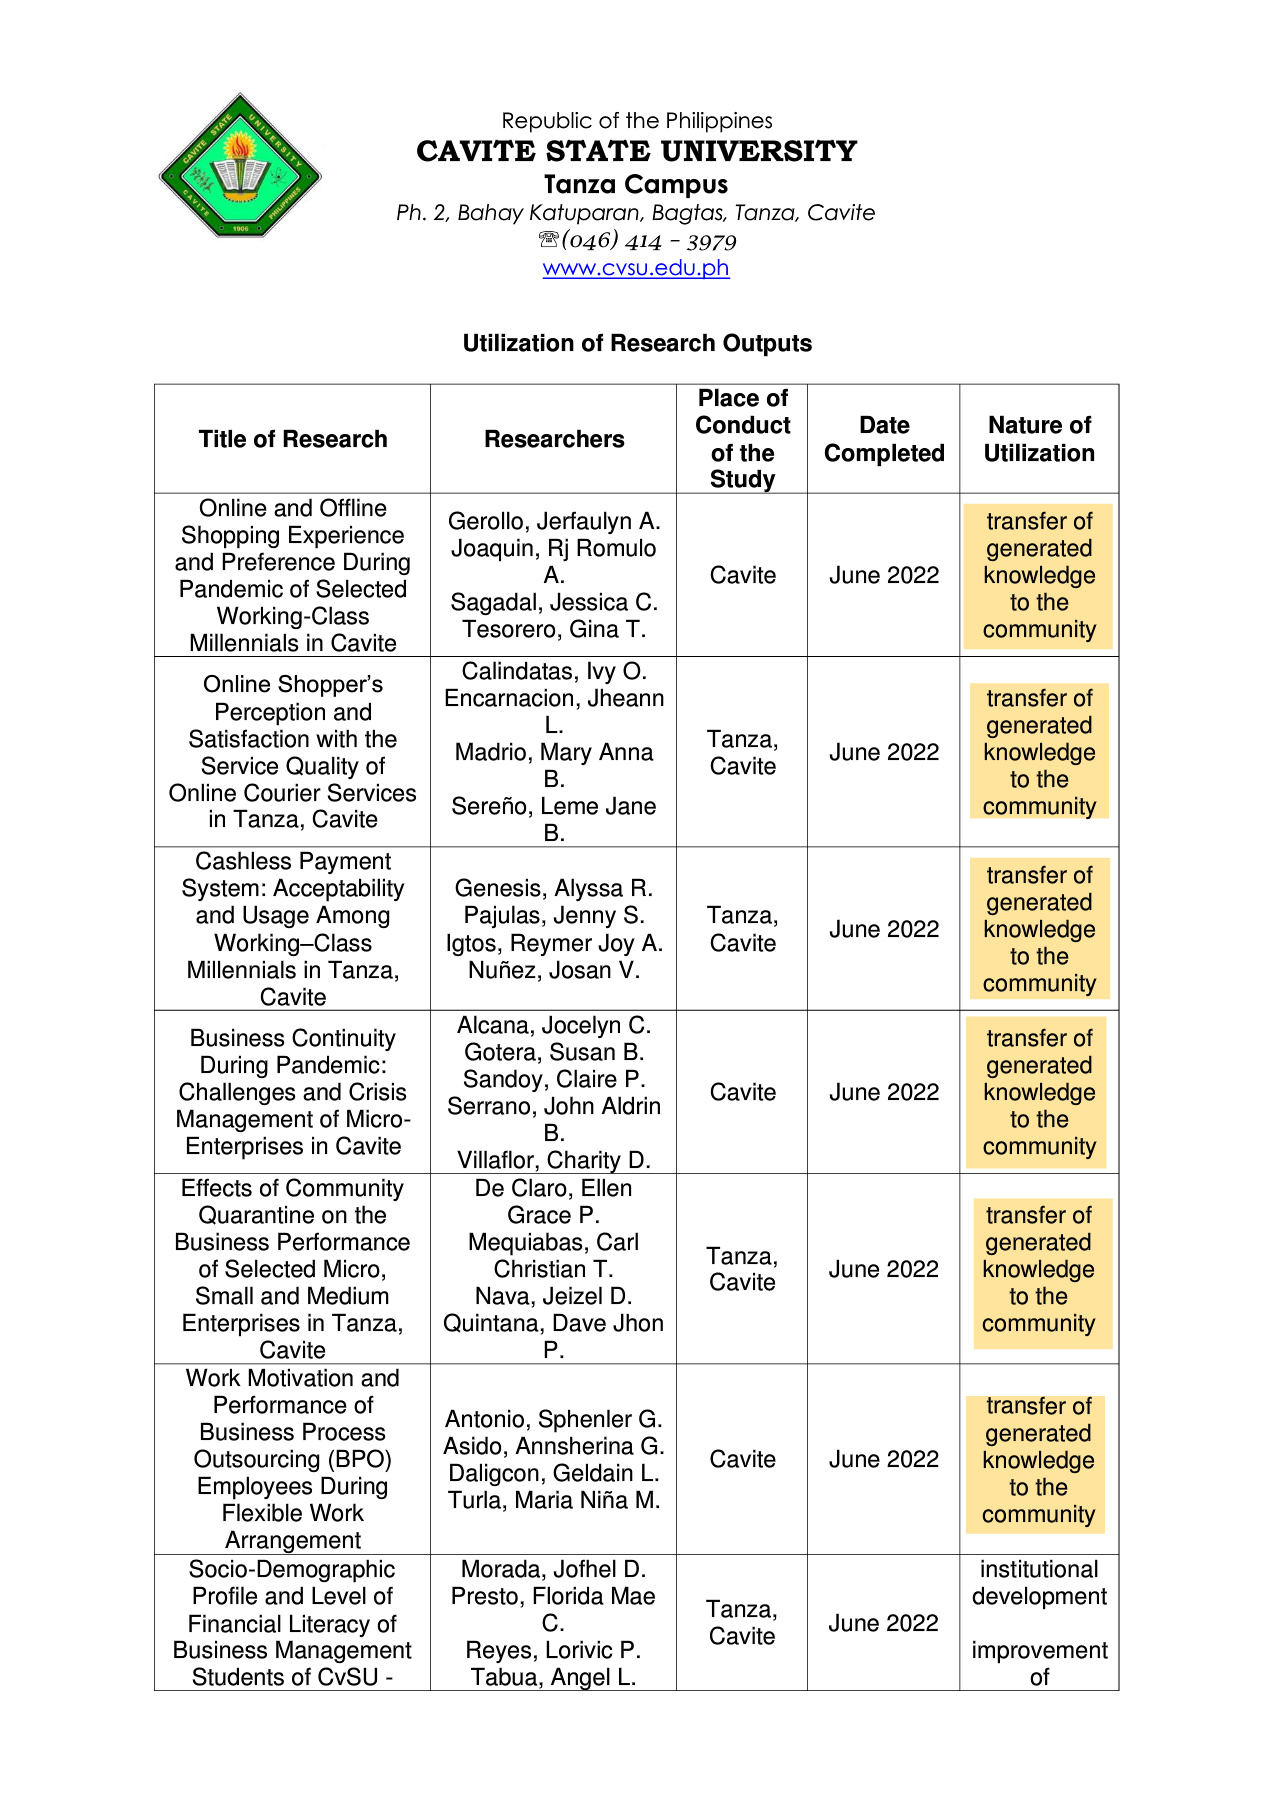 CAVITE STATE UNIVERSITY
CAVITE
PHILIPPINES
1906
Republic of the Philippines
CAVITE STATE UNIVERSITY
Tanza Campus
Ph. 2, Bahay Katuparan, Bagtas, Tanza, Cavite
☏(046) 414 – 3979
www.cvsu.edu.ph
Utilization of Research Outputs
Title of Research
Researchers
Place of
Conduct
of the
Study
Date
Completed
Nature of
Utilization
Online and Offline
Shopping Experience
and Preference During
Pandemic of Selected
Working-Class
Millennials in Cavite
Gerollo, Jerfaulyn A.
Joaquin, Rj Romulo
A.
Sagadal, Jessica C.
Tesorero, Gina T.
Cavite
June 2022
transfer of
generated
knowledge
to the
community
Online Shopper’s
Perception and
Satisfaction with the
Service Quality of
Online Courier Services
in Tanza, Cavite
Calindatas, Ivy O.
Encarnacion, Jheann
L.
Madrio, Mary Anna
B.
Sereño, Leme Jane
B.
Tanza,
Cavite
June 2022
transfer of
generated
knowledge
to the
community
Cashless Payment
System: Acceptability
and Usage Among
Working–Class
Millennials in Tanza,
Cavite
Genesis, Alyssa R.
Pajulas, Jenny S.
Igtos, Reymer Joy A.
Nuñez, Josan V.
Tanza,
Cavite
June 2022
transfer of
generated
knowledge
to the
community
Business Continuity
During Pandemic:
Challenges and Crisis
Management of Micro-
Enterprises in Cavite
Alcana, Jocelyn C.
Gotera, Susan B.
Sandoy, Claire P.
Serrano, John Aldrin
B.
Villaflor, Charity D.
Cavite
June 2022
transfer of
generated
knowledge
to the
community
Effects of Community
Quarantine on the
Business Performance
of Selected Micro,
Small and Medium
Enterprises in Tanza,
Cavite
De Claro, Ellen
Grace P.
Mequiabas, Carl
Christian T.
Nava, Jeizel D.
Quintana, Dave Jhon
P.
Tanza,
Cavite
June 2022
transfer of
generated
knowledge
to the
community
Work Motivation and
Performance of
Business Process
Outsourcing (BPO)
Employees During
Flexible Work
Arrangement
Antonio, Sphenler G.
Asido, Annsherina G.
Daligcon, Geldain L.
Turla, Maria Niña M.
Cavite
June 2022
transfer of
generated
knowledge
to the
community
Socio-Demographic
Profile and Level of
Financial Literacy of
Business Management
Students of CvSU -
Morada, Jofhel D.
Presto, Florida Mae
C.
Reyes, Lorivic P.
Tabua, Angel L.
Tanza,
Cavite
June 2022
institutional
development
improvement
of